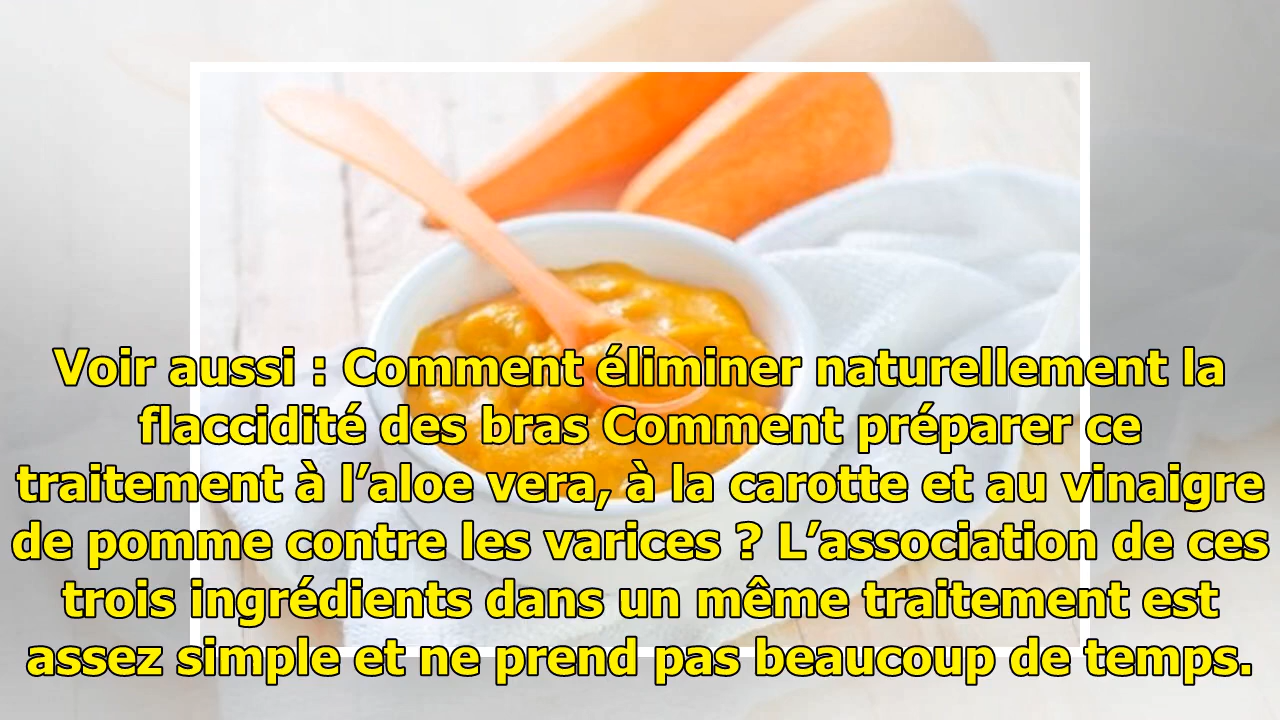 Voir aussi : Comment éliminer naturellement la
flaccidité des bras Comment préparer ce
traitement à l’aloe vera, à la carotte et au vinaigre
de pomme contre les varices ? L’association de ces
trois ingrédients dans un même traitement est
assez simple et ne prend pas beaucoup de temps.